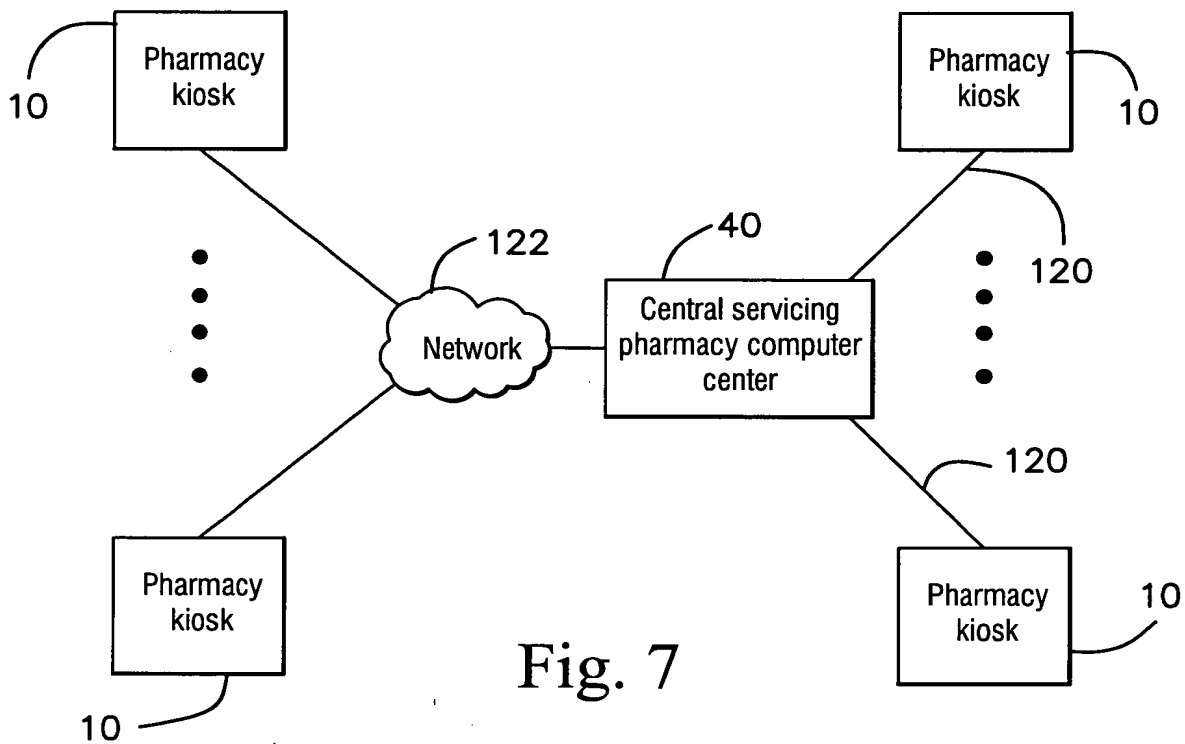 Pharmacy
kiosk
10
Pharmacy
kiosk
10
120
122
Network
40
Central servicing
pharmacy computer
center
120
Pharmacy
kiosk
10
Pharmacy
kiosk
10
Fig. 7